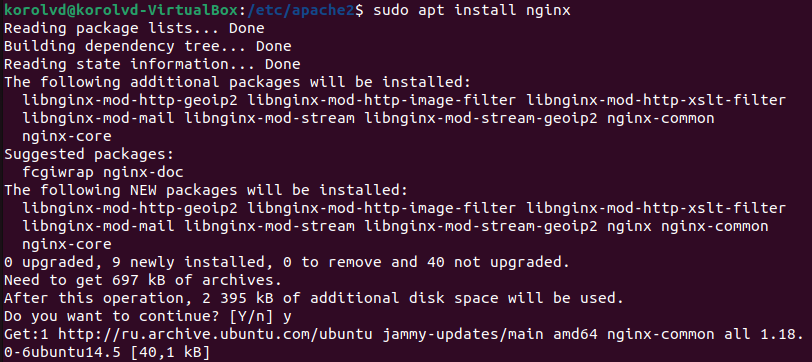 korolvd@korolvd-VirtualBox:/etc/apache2$ sudo apt install nginx
Reading package lists... Done
Building dependency tree... Done
Reading state information... Done
The following additional packages will be installed:
  libnginx-mod-http-geoip2 libnginx-mod-http-image-filter libnginx-mod-http-xslt-filter
  libnginx-mod-mail libnginx-mod-stream libnginx-mod-stream-geoip2 nginx-common
  nginx-core
Suggested packages:
  fcgiwrap nginx-doc
The following NEW packages will be installed:
  libnginx-mod-http-geoip2 libnginx-mod-http-image-filter libnginx-mod-http-xslt-filter
  libnginx-mod-mail libnginx-mod-stream libnginx-mod-stream-geoip2 nginx nginx-common
  nginx-core
0 upgraded, 9 newly installed, 0 to remove and 40 not upgraded.
Need to get 697 kB of archives.
After this operation, 2 395 kB of additional disk space will be used.
Do you want to continue? [Y/n] y
Get:1 http://ru.archive.ubuntu.com/ubuntu jammy-updates/main amd64 nginx-common all 1.18.
0-6ubuntu14.5 [40,1 kB]